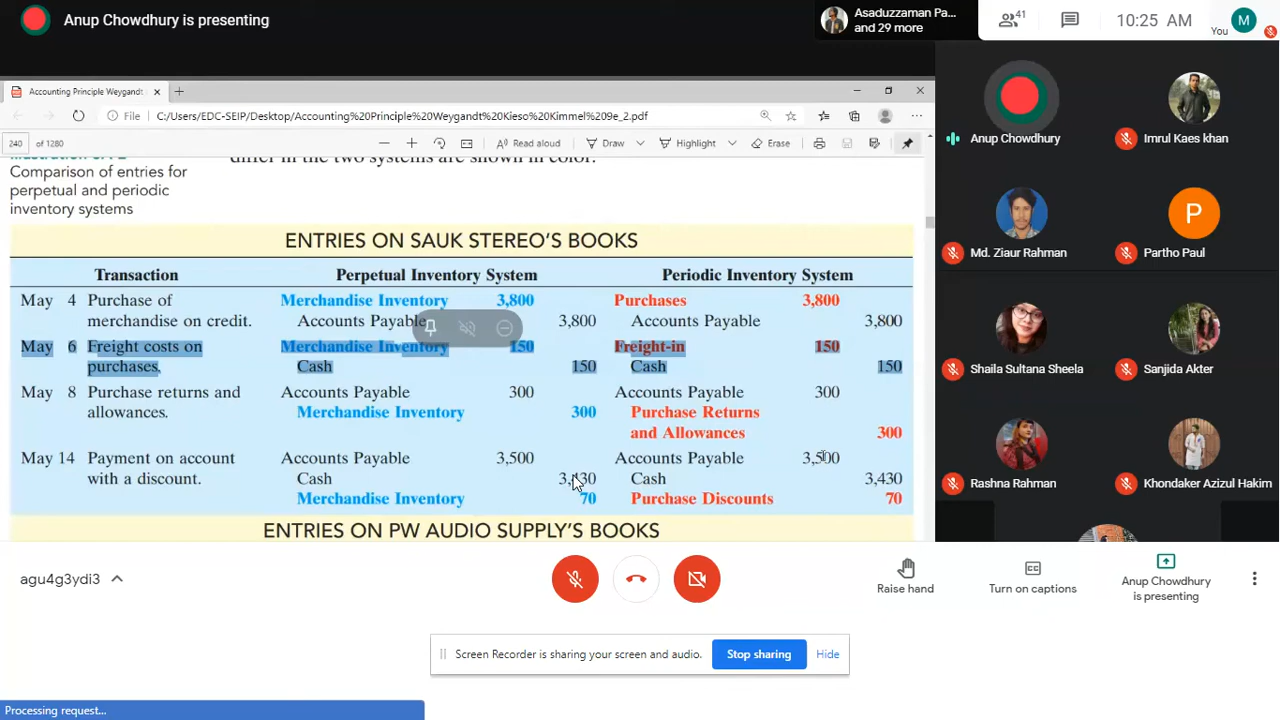 Anup Chowdhury is presenting
Asaduzzaman Pa...
and 29 more
41
10:25 AM
You
M
Accounting Principle Weygandt
File
C:/Users/EDC-SEIP/Desktop/Accounting%20Principle%20Weygandt%20Kieso%20Kimmel%209e_2.pdf
240 of 1280
Read aloud
Draw
Highlight
Erase
differ in the two systems are shown in color.
Comparison of entries for
perpetual and periodic
inventory systems
ENTRIES ON SAUK STEREO'S BOOKS
Transaction Perpetual Inventory System Periodic Inventory System
May 4 Purchase of Merchandise Inventory 3,800 Purchases 3,800
merchandise on credit. Accounts Payable 3,800 Accounts Payable 3,800
May 6 Freight costs on Merchandise Inventory 150 Freight-in 150
purchases. Cash 150 Cash 150
May 8 Purchase returns and Accounts Payable 300 Accounts Payable 300
allowances. Merchandise Inventory 300 Purchase Returns
and Allowances 300
May 14 Payment on account Accounts Payable 3,500 Accounts Payable 3,500
with a discount. Cash 3,430 Cash 3,430
Merchandise Inventory 70 Purchase Discounts 70
ENTRIES ON PW AUDIO SUPPLY'S BOOKS
Anup Chowdhury
Imrul Kaes khan
Md. Ziaur Rahman
P
Partho Paul
Shaila Sultana Sheela
Sanjida Akter
Rashna Rahman
Khondaker Azizul Hakim
agu4g3ydi3
Raise hand
CC
Turn on captions
Anup Chowdhury
is presenting
Screen Recorder is sharing your screen and audio.
Stop sharing
Hide
Processing request...